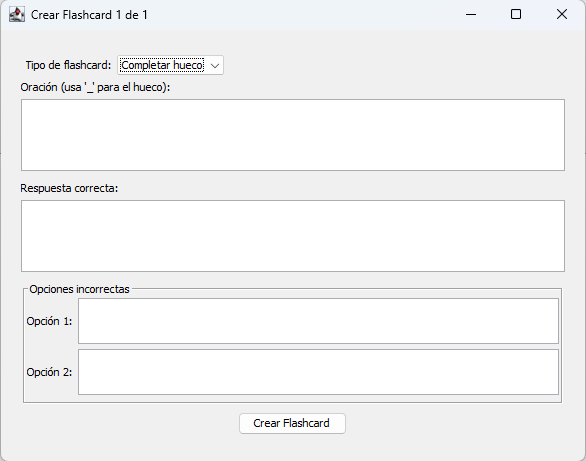 Crear Flashcard 1 de 1
Tipo de flashcard: Completar hueco
Oración (usa '_' para el hueco):
Respuesta correcta:
Opciones incorrectas
Opción 1:
Opción 2:
Crear Flashcard